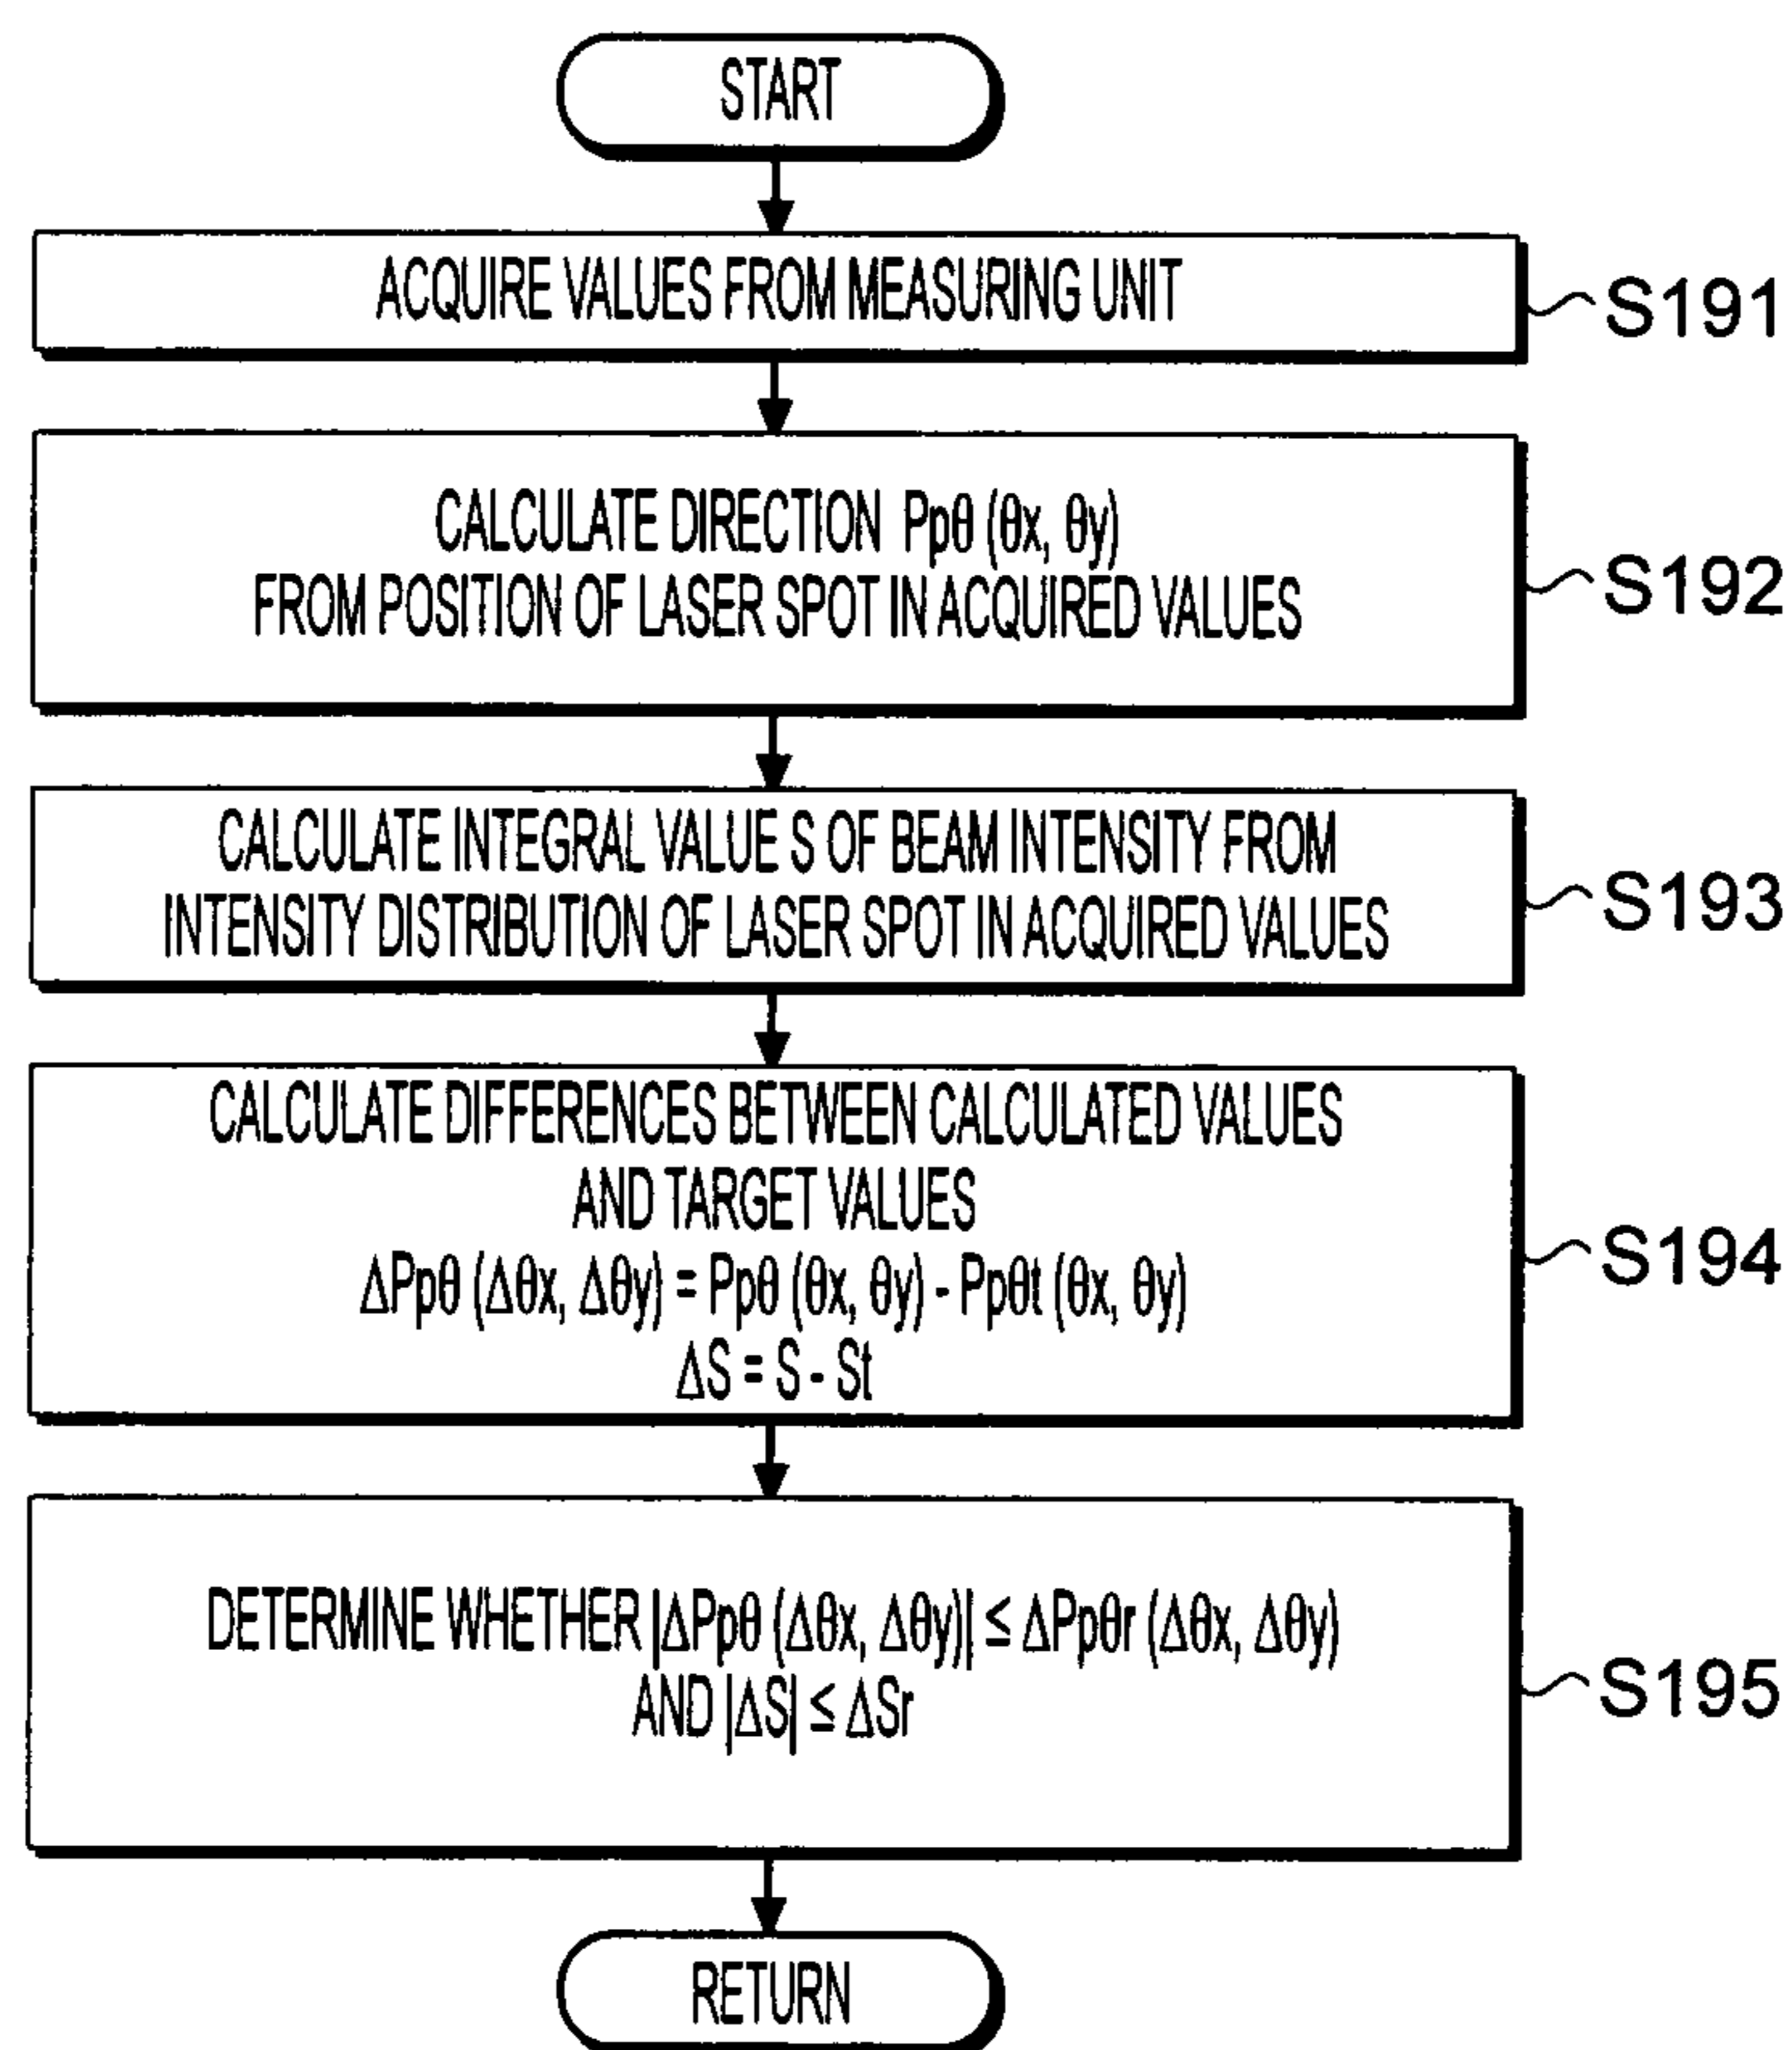 START
ACQUIRE VALUES FROM MEASURING UNIT
S191
CALCULATE DIRECTION Ppθ (θx, θy)
FROM POSITION OF LASER SPOT IN ACQUIRED VALUES
S192
CALCULATE INTEGRAL VALUE S OF BEAM INTENSITY FROM
INTENSITY DISTRIBUTION OF LASER SPOT IN ACQUIRED VALUES
S193
CALCULATE DIFFERENCES BETWEEN CALCULATED VALUES
AND TARGET VALUES
ΔPpθ (Δθx, Δθy) = Ppθ (θx, θy) - Ppθt (θx, θy)
ΔS = S - St
S194
DETERMINE WHETHER |ΔPpθ (Δθx, Δθy)| ≤ ΔPpθr (Δθx, Δθy)
AND |ΔS| ≤ ΔSr
S195
RETURN